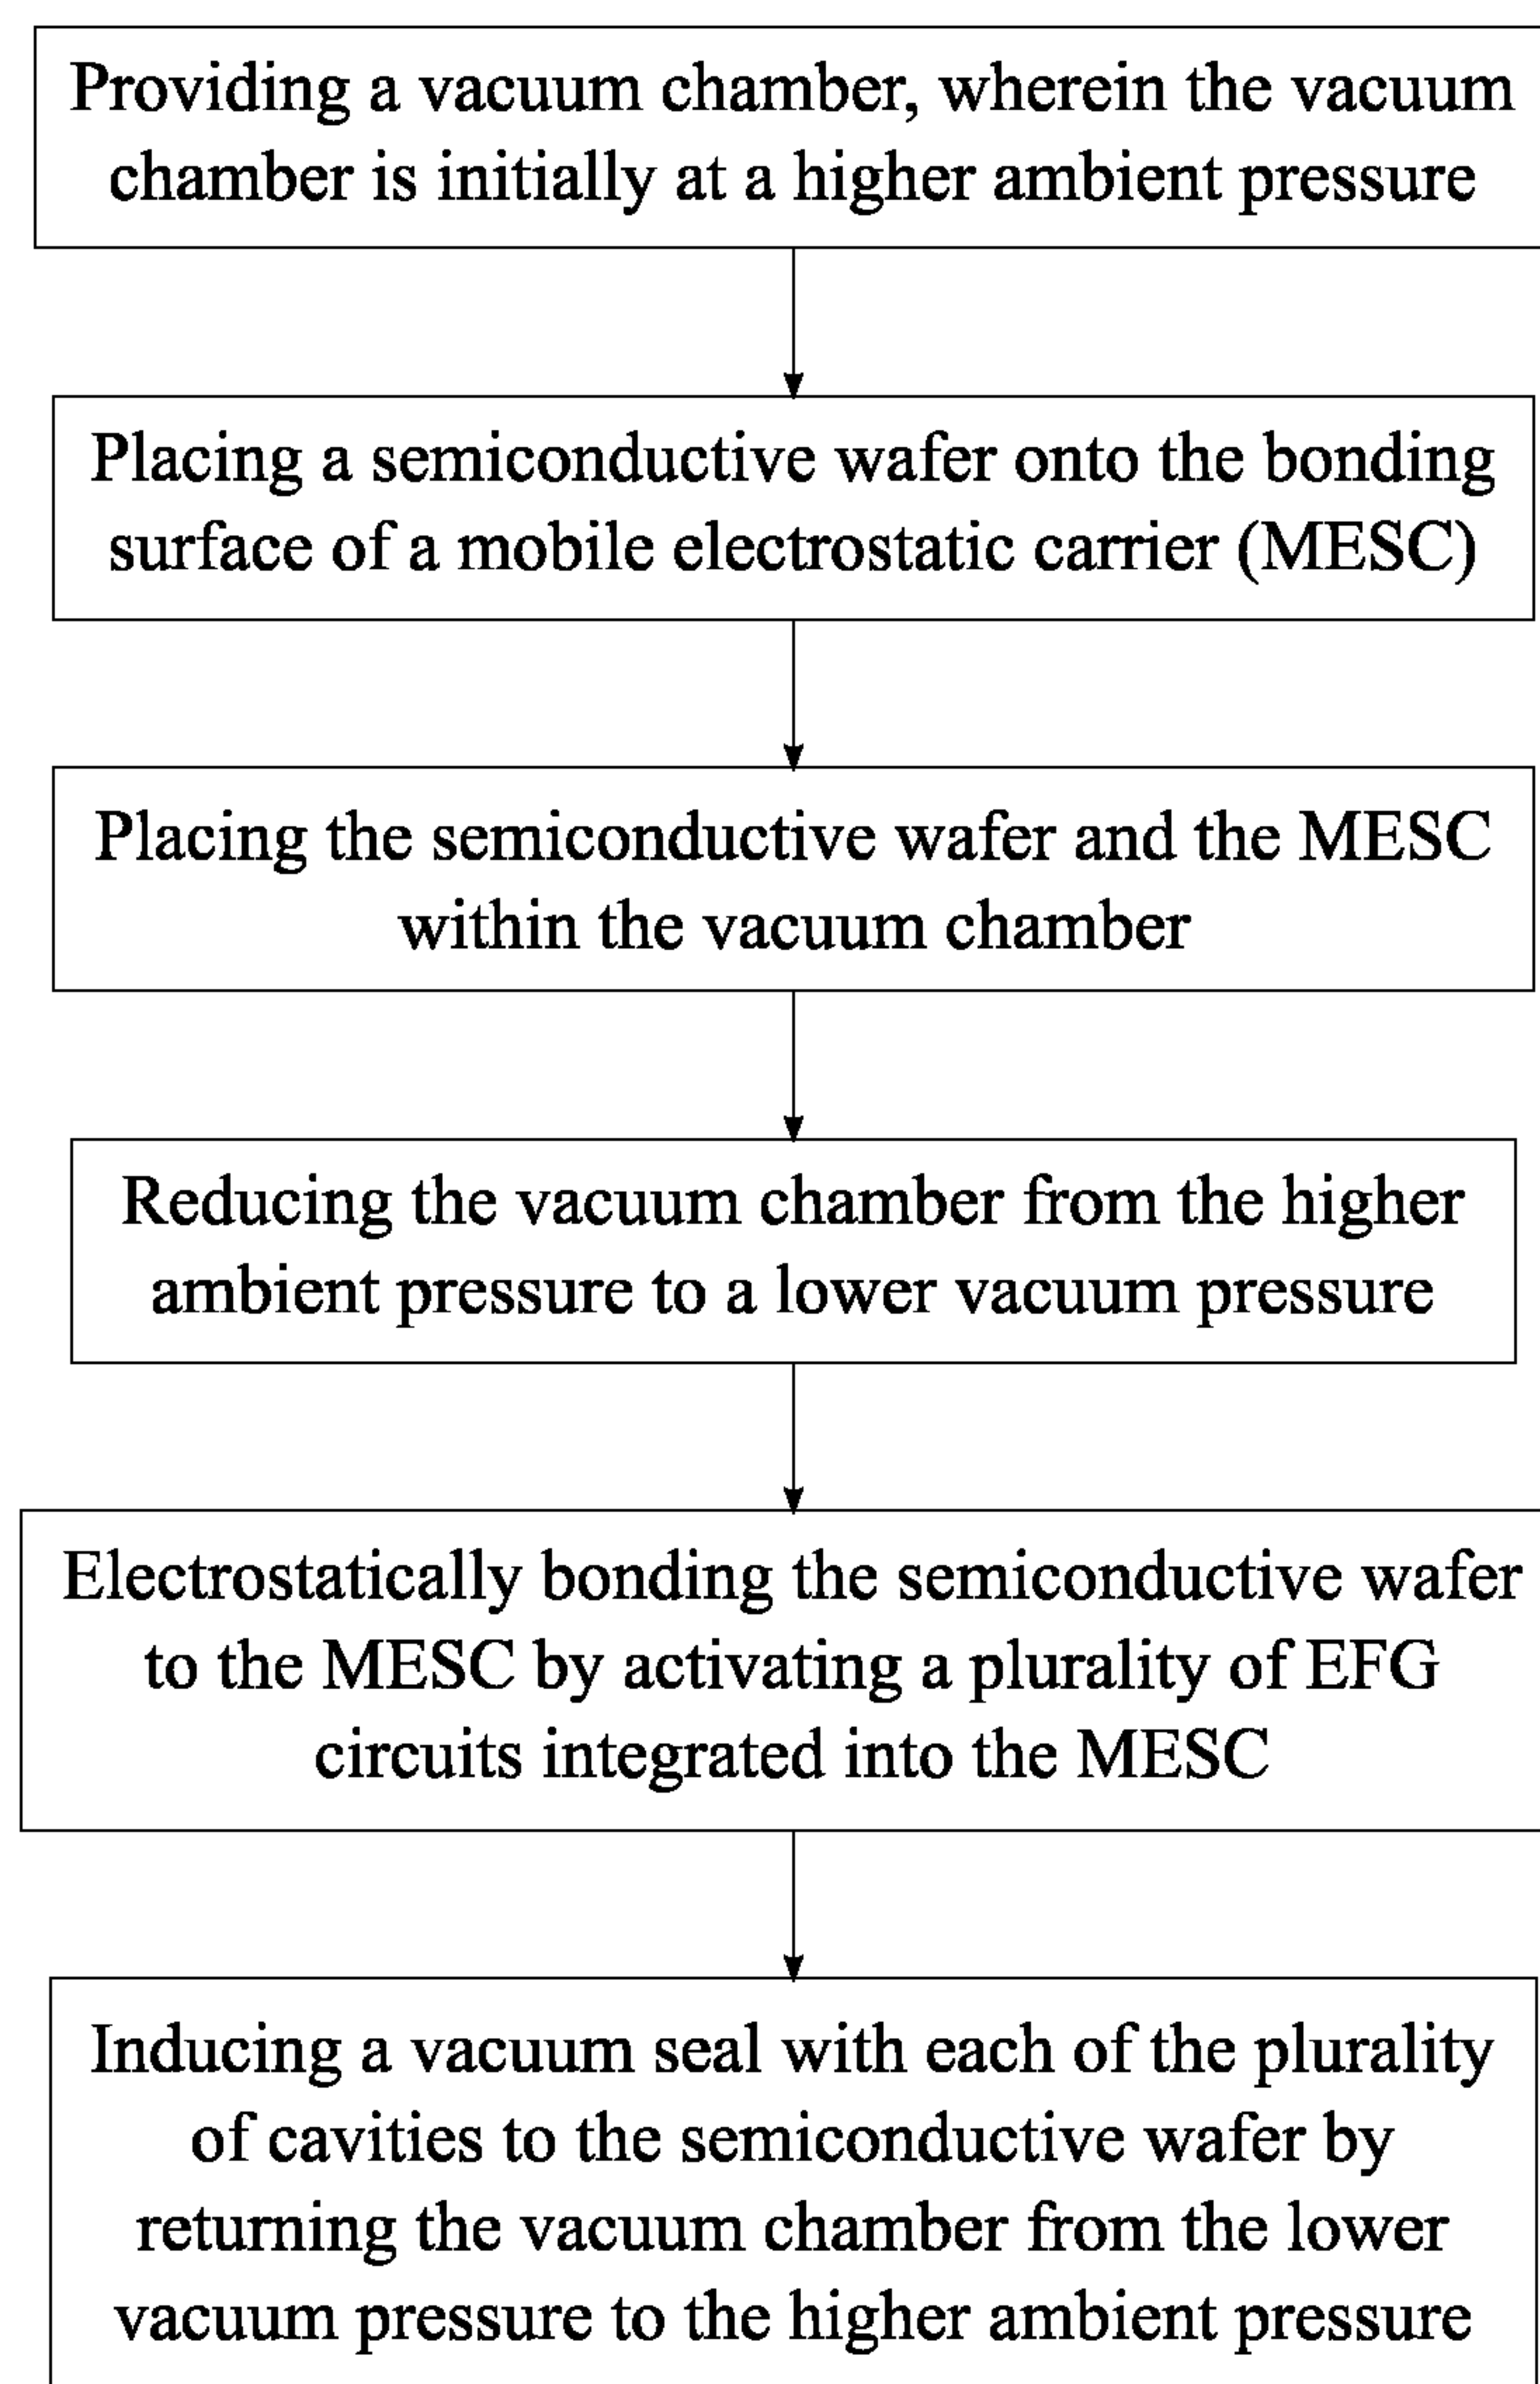 Providing a vacuum chamber, wherein the vacuum
chamber is initially at a higher ambient pressure
Placing a semiconductive wafer onto the bonding
surface of a mobile electrostatic carrier (MESC)
Placing the semiconductive wafer and the MESC
within the vacuum chamber
Reducing the vacuum chamber from the higher
ambient pressure to a lower vacuum pressure
Electrostatically bonding the semiconductive wafer
to the MESC by activating a plurality of EFG
circuits integrated into the MESC
Inducing a vacuum seal with each of the plurality
of cavities to the semiconductive wafer by
returning the vacuum chamber from the lower
vacuum pressure to the higher ambient pressure